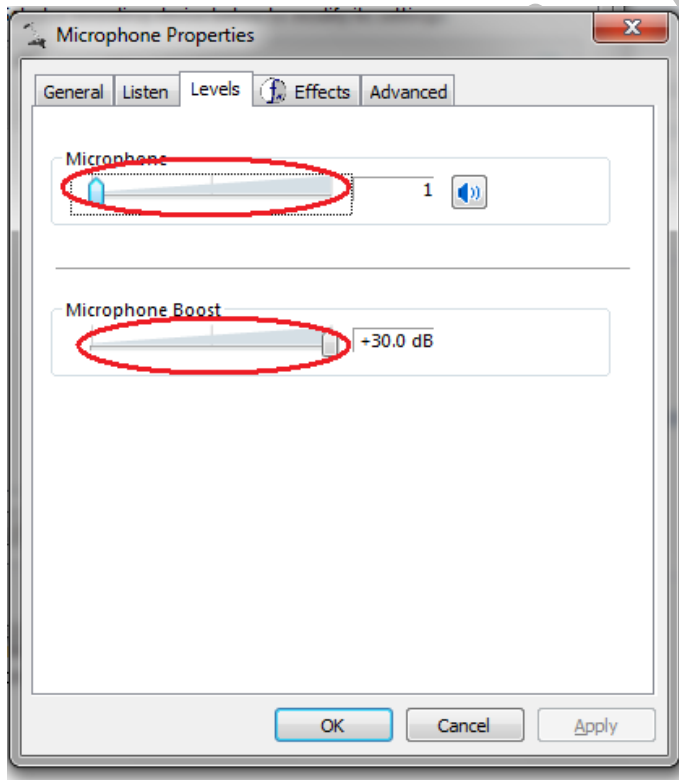 Microphone Properties
General Listen Levels Effects Advanced
Microphone
1
Microphone Boost
+30.0 dB
OK Cancel Apply